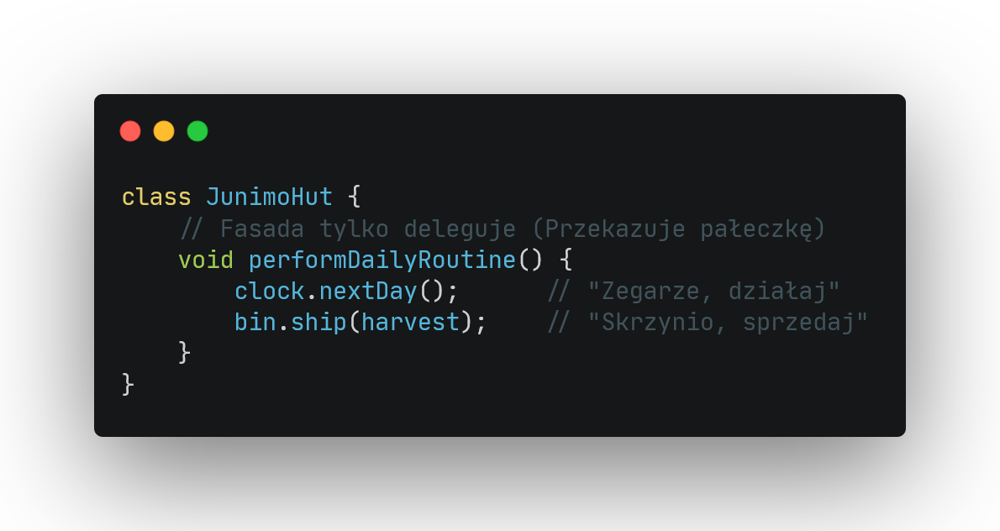 class JunimoHut {
    // Fasada tylko deleguje (Przekazuje pałeczkę)
    void performDailyRoutine() {
        clock.nextDay();      // "Zegarze, działaj"
        bin.ship(harvest);    // "Skrzynio, sprzedaj"
    }
}